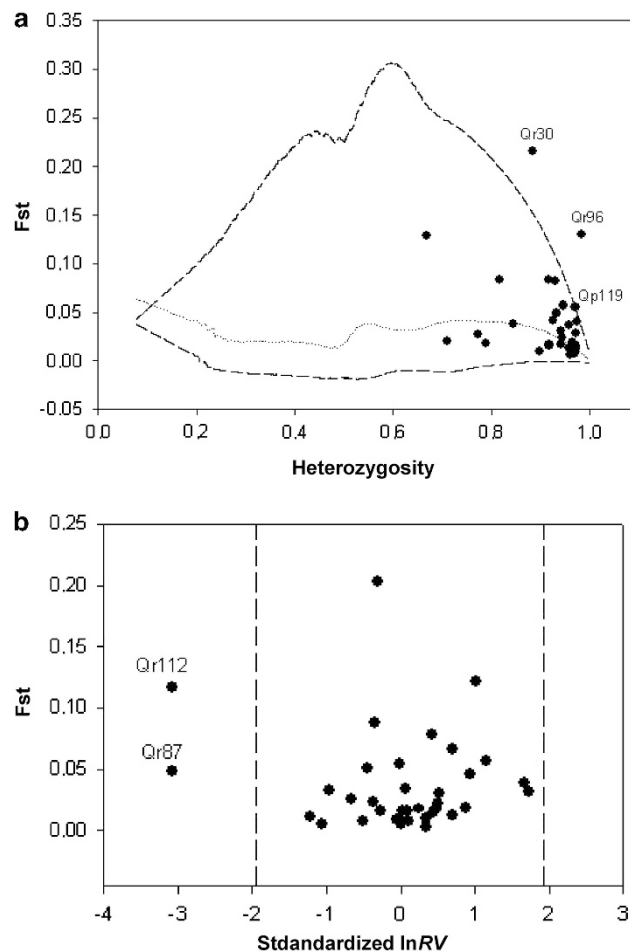 a
0.35
0.30
0.25
0.20
0.15
0.10
0.05
0.00
-0.05
Fst
Qr30
Qr96
Qp119
0.0 0.2 0.4 0.6 0.8 1.0
Heterozygosity
b
0.25
0.20
0.15
0.10
0.05
0.00
Fst
Qr112
Qr87
-4 -3 -2 -1 0 1 2 3
Stdandardized lnRV